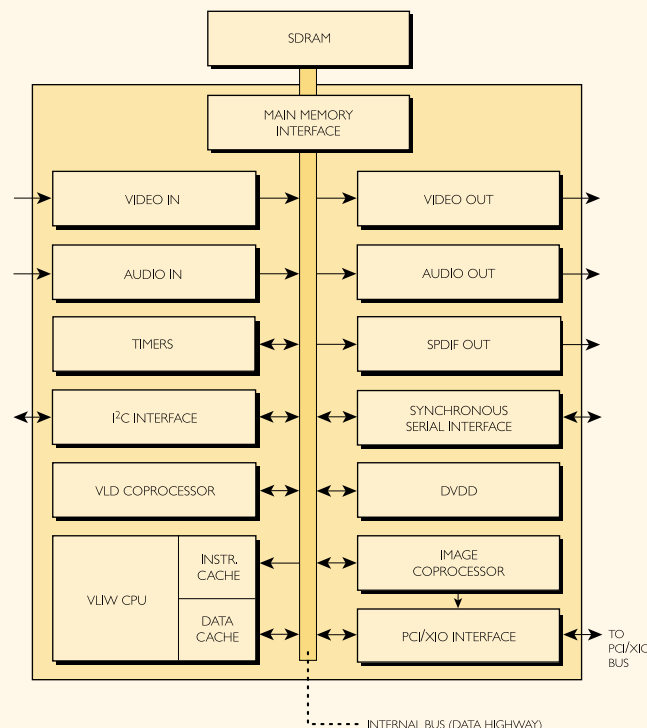 SDRAM
MAIN MEMORY
INTERFACE
VIDEO IN
VIDEO OUT
AUDIO IN
AUDIO OUT
TIMERS
SPDIF OUT
I²C INTERFACE
SYNCHRONOUS
SERIAL INTERFACE
VLD COPROCESSOR
DVDD
VLIW CPU
INSTR.
CACHE
DATA
CACHE
IMAGE
COPROCESSOR
PCI/XIO INTERFACE
TO
PCI/XIO
BUS
INTERNAL BUS (DATA HIGHWAY)